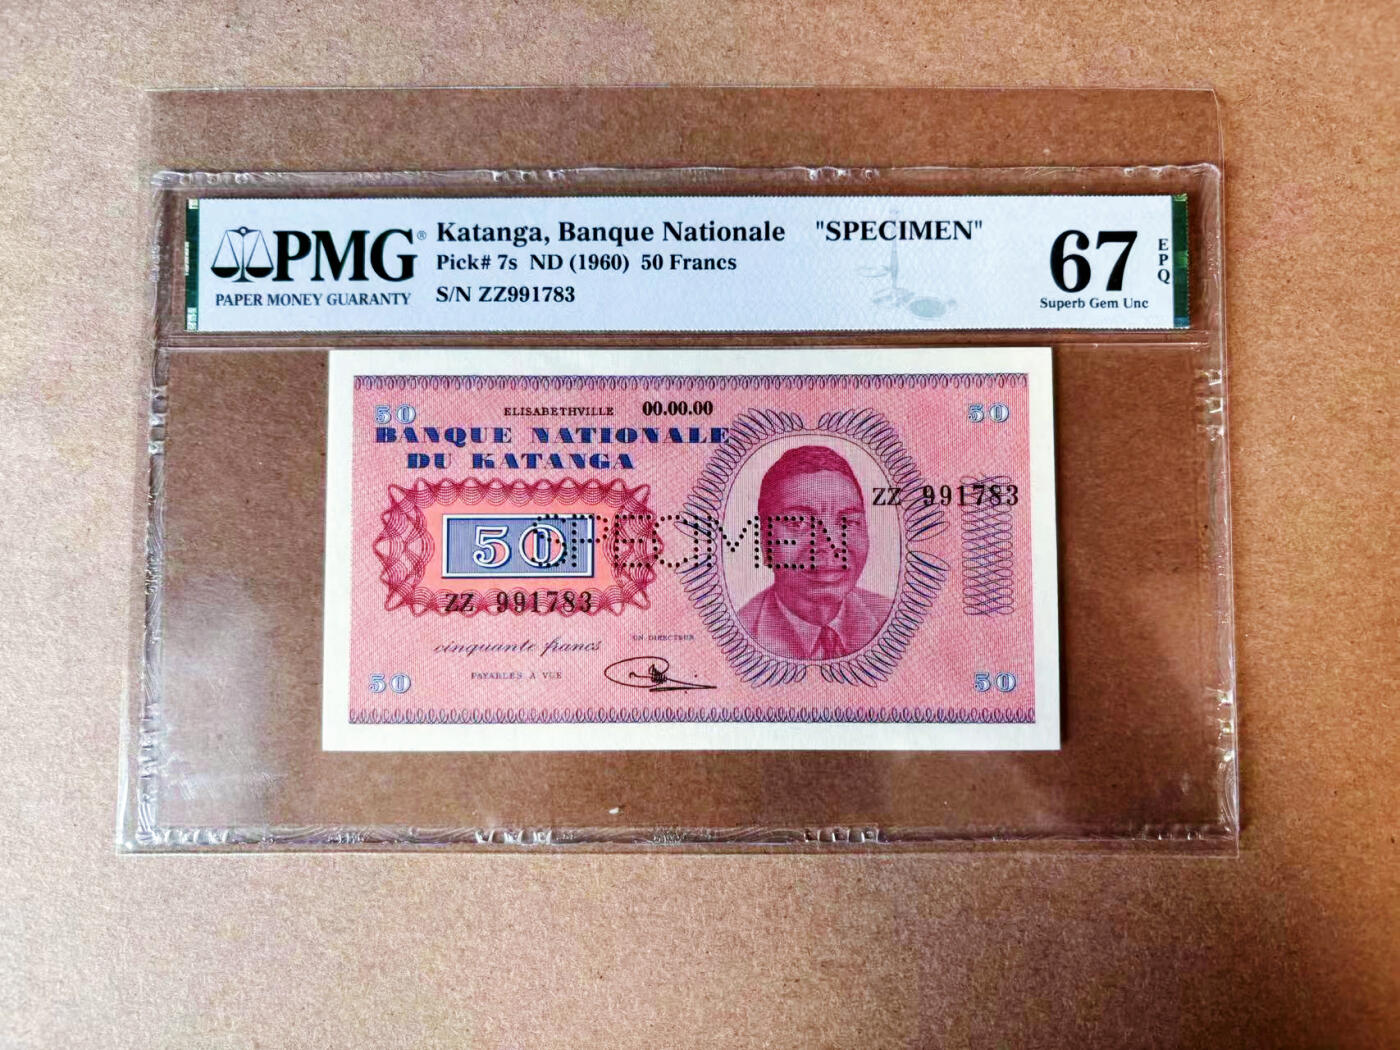 PMG®
PAPER MONEY GUARANTY
Katanga, Banque Nationale "SPECIMEN"
Pick# 7s ND (1960) 50 Francs
S/N ZZ991783
67
EPQ
Superb Gem Unc
50 ELISABETHVILLE 00.00.00 50
BANQUE NATIONALE
DU KATANGA
ZZ 991783
50
SPECIMEN
ZZ 991783
cinquante francs
UN DIRECTEUR
PAYABLES A VUE
50 50